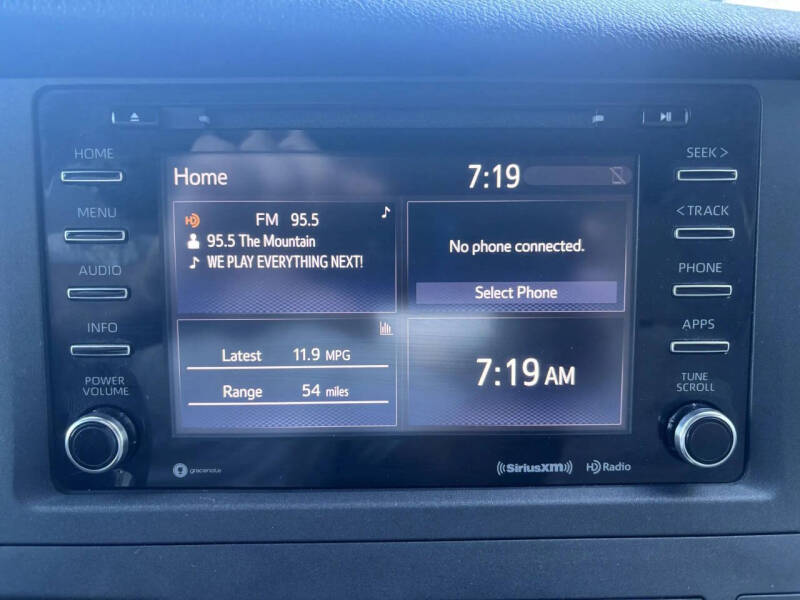 HOME
MENU
AUDIO
INFO
POWER
VOLUME
Home
7:19
FM 95.5
95.5 The Mountain
WE PLAY EVERYTHING NEXT!
No phone connected.
Select Phone
Latest 11.9 MPG
Range 54 miles
7:19 AM
SEEK >
< TRACK
PHONE
APPS
TUNE
SCROLL
gracenote
((SiriusXM))
HD Radio